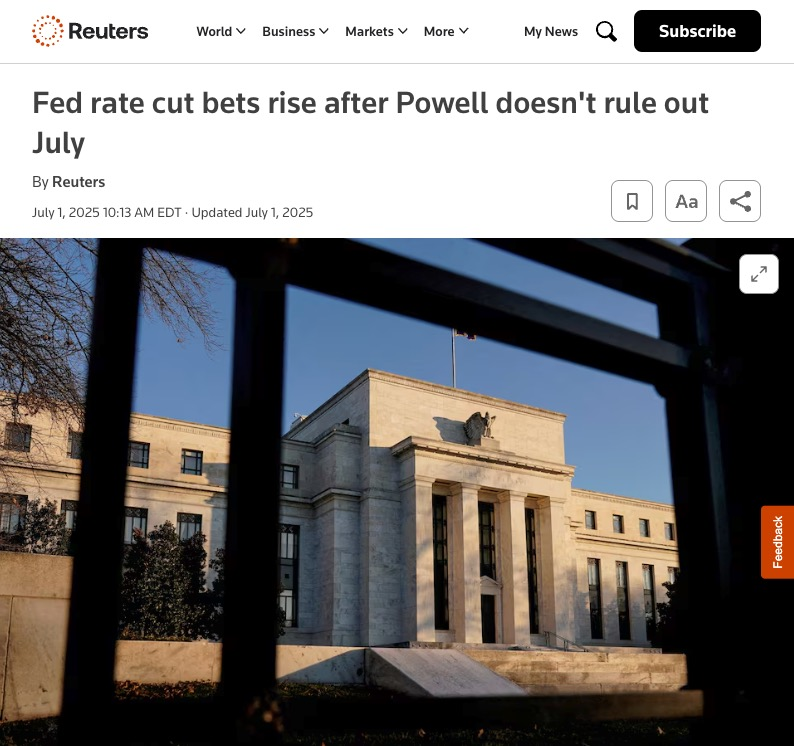 Reuters
World Business Markets More My News Subscribe
Fed rate cut bets rise after Powell doesn't rule out
July
By Reuters
July 1, 2025 10:13 AM EDT · Updated July 1, 2025
Aa
Feedback